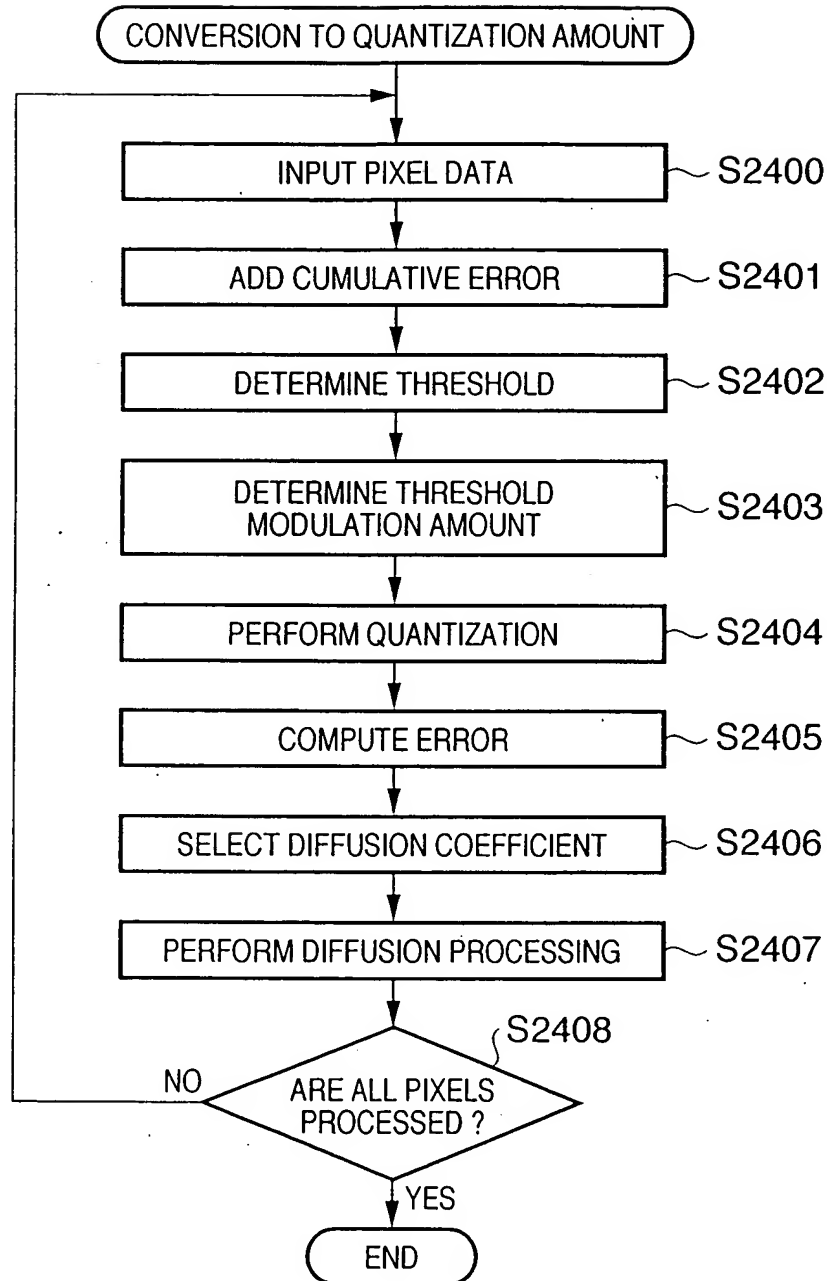 CONVERSION TO QUANTIZATION AMOUNT
INPUT PIXEL DATA
S2400
ADD CUMULATIVE ERROR
S2401
DETERMINE THRESHOLD
S2402
DETERMINE THRESHOLD
MODULATION AMOUNT
S2403
PERFORM QUANTIZATION
S2404
COMPUTE ERROR
S2405
SELECT DIFFUSION COEFFICIENT
S2406
PERFORM DIFFUSION PROCESSING
S2407
S2408
NO
ARE ALL PIXELS
PROCESSED ?
YES
END